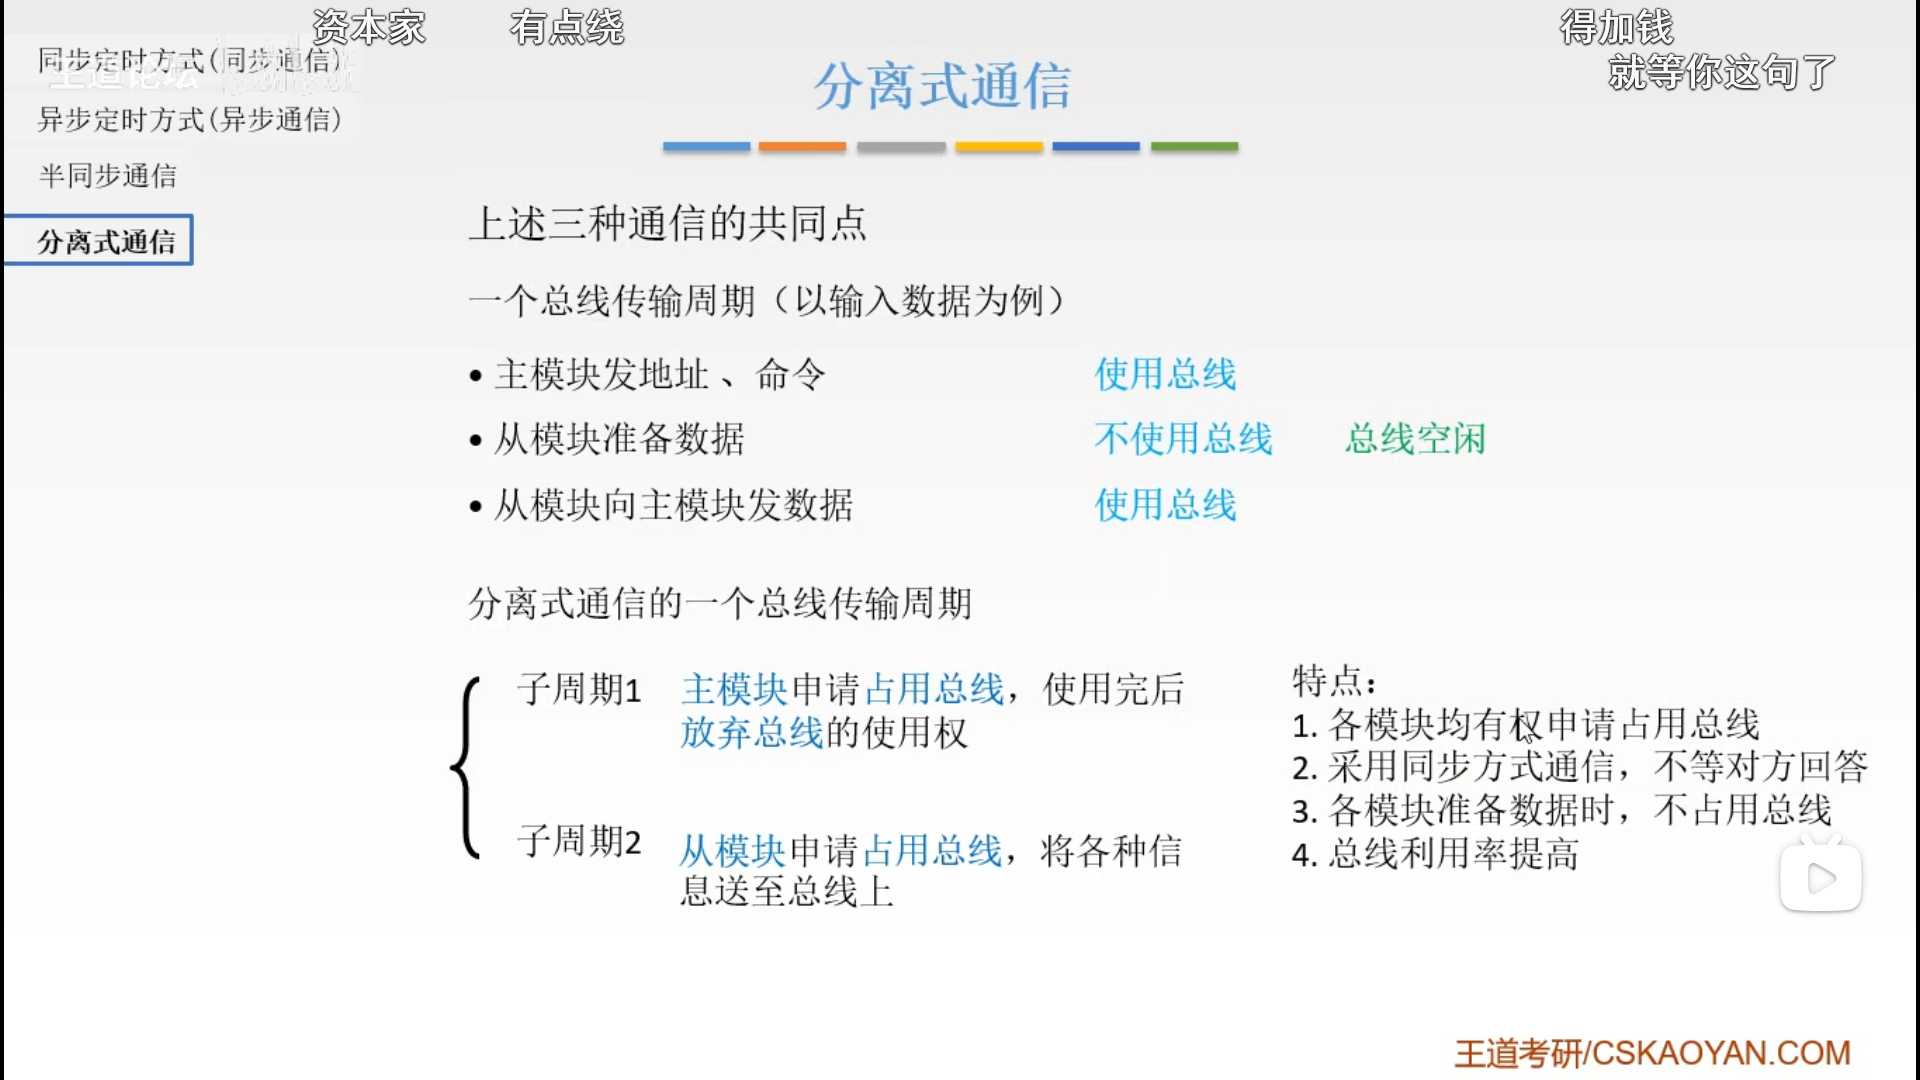 资本家 有点绕 得加钱
就等你这句了
同步定时方式(同步通信)
王道论坛
异步定时方式(异步通信)
半同步通信
分离式通信
分离式通信
上述三种通信的共同点
一个总线传输周期（以输入数据为例）
• 主模块发地址、命令 使用总线
• 从模块准备数据 不使用总线 总线空闲
• 从模块向主模块发数据 使用总线
分离式通信的一个总线传输周期
子周期1 主模块申请占用总线，使用完后
放弃总线的使用权
子周期2 从模块申请占用总线，将各种信
息送至总线上
特点：
1. 各模块均有权申请占用总线
2. 采用同步方式通信，不等对方回答
3. 各模块准备数据时，不占用总线
4. 总线利用率提高
王道考研/CSKAOYAN.COM